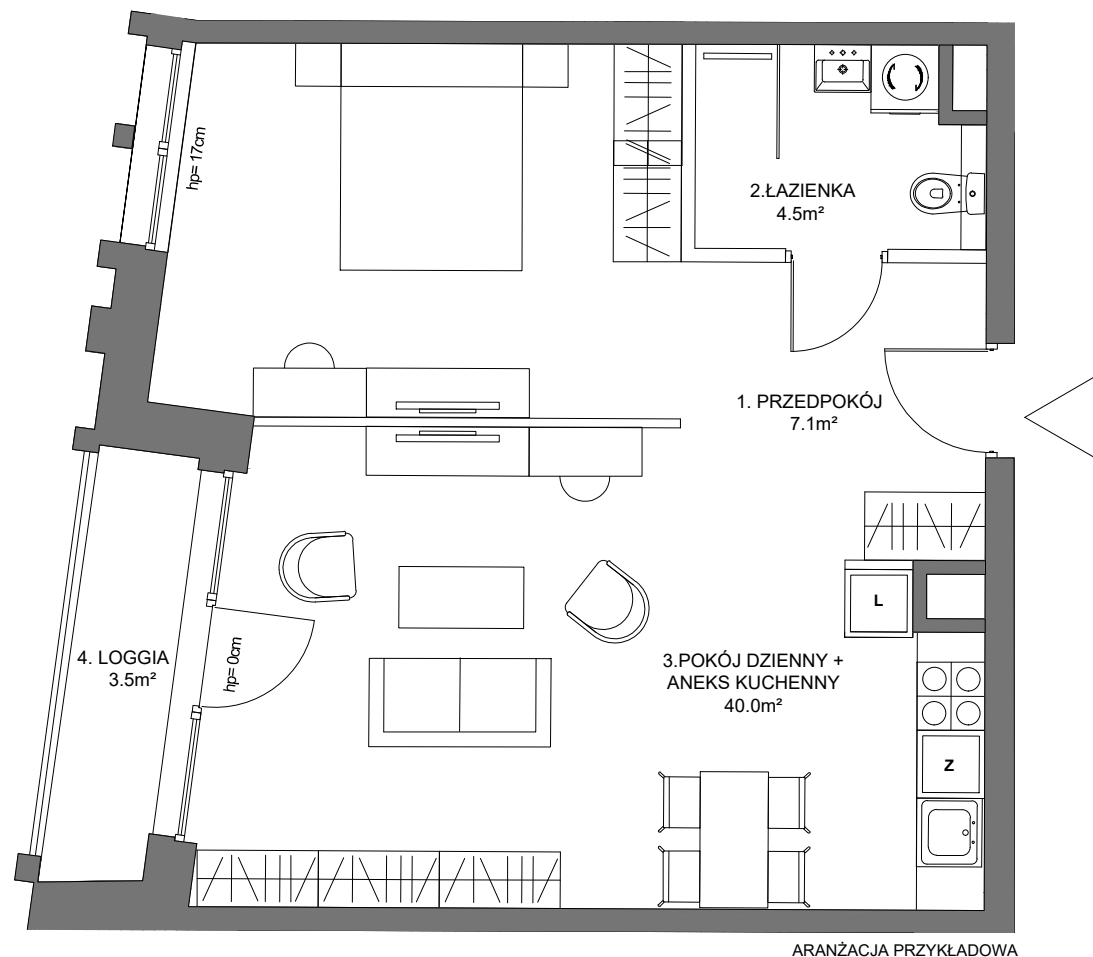 hp=17cm
2.ŁAZIENKA
4.5m²
1. PRZEDPOKÓJ
7.1m²
L
4. LOGGIA
3.5m²
hp=0cm
3.POKÓJ DZIENNY +
ANEKS KUCHENNY
40.0m²
Z
ARANŻACJA PRZYKŁADOWA